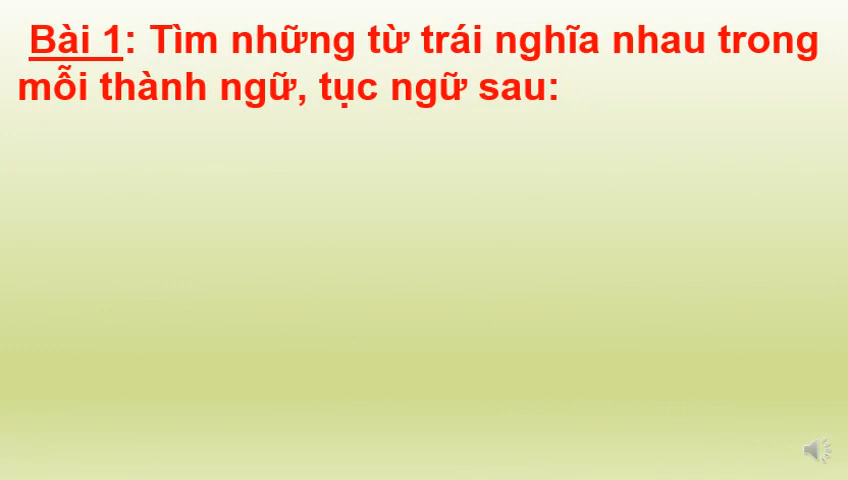 Bài 1: Tìm những từ trái nghĩa nhau trong
mỗi thành ngữ, tục ngữ sau: